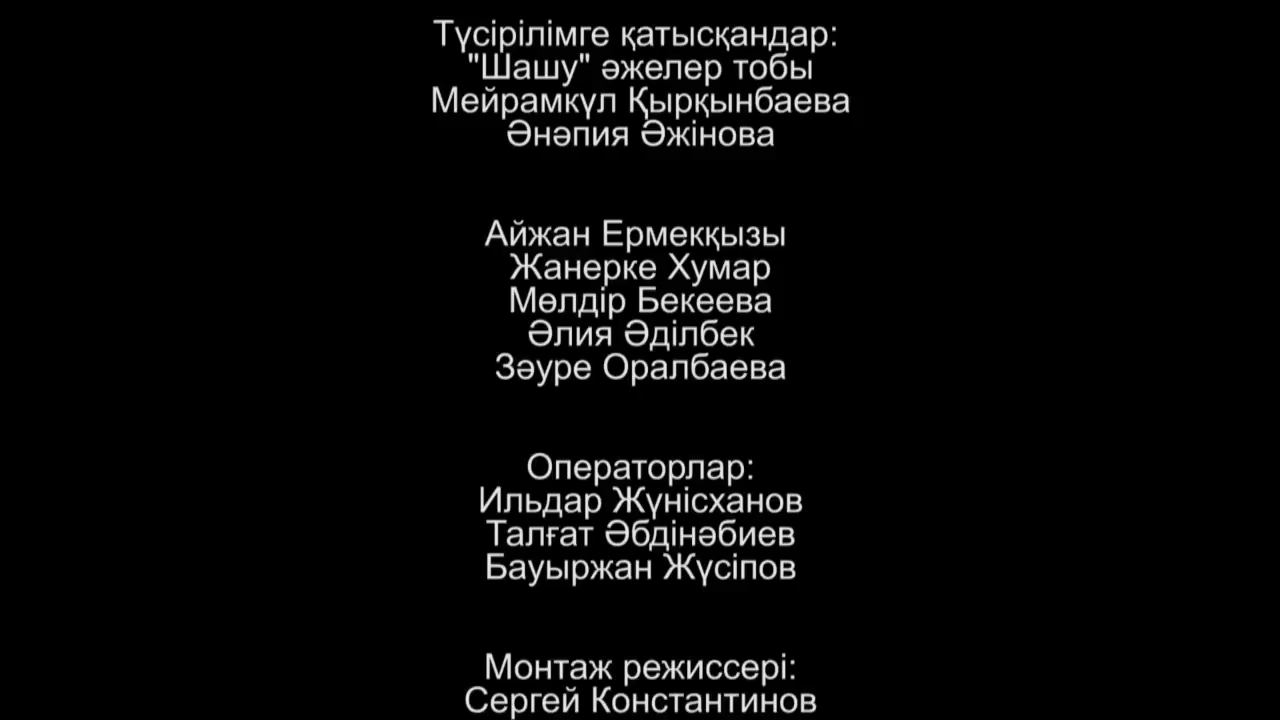 Түсірілімге қатысқандар:
"Шашу" әжелер тобы
Мейрамкүл Қырқынбаева
Әнәпия Әжінова
Айжан Ермекқызы
Жанерке Хумар
Мөлдір Бекеева
Әлия Әділбек
Зәуре Оралбаева
Операторлар:
Ильдар Жүнісханов
Талғат Әбдінәбиев
Бауыржан Жүсіпов
Монтаж режиссері:
Сергей Константинов